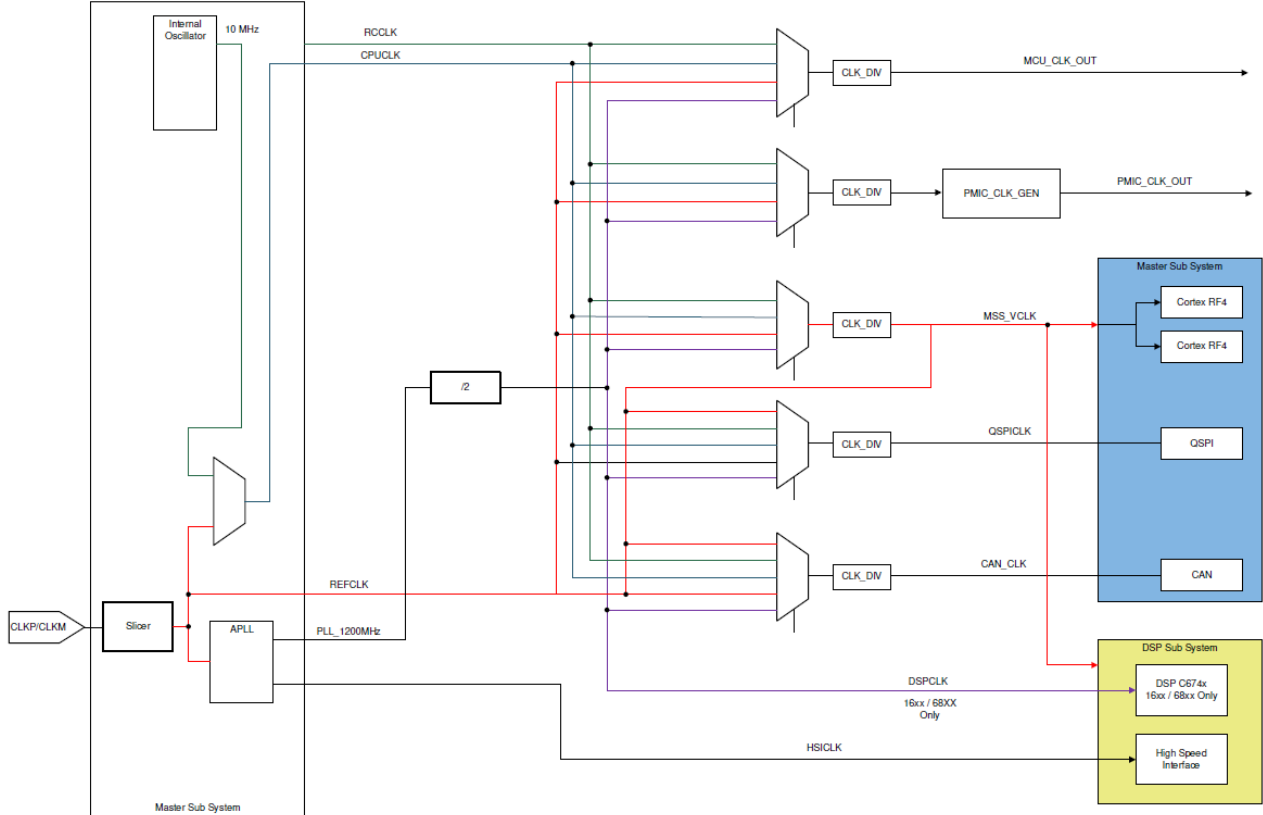 Internal
Oscillator
10 MHz
RCCLK
CPUCLK
CLK_DIV
MCU_CLK_OUT
CLK_DIV
PMIC_CLK_GEN
PMIC_CLK_OUT
Master Sub System
Cortex RF4
CLK_DIV
MSS_VCLK
Cortex RF4
/2
CLK_DIV
QSPICLK
QSPI
CLK_DIV
CAN_CLK
CAN
REFCLK
CLKP/CLKM
Slicer
APLL
PLL_1200MHz
DSP Sub System
DSPCLK
16xx / 68XX
Only
DSP C674x
16xx / 68xx Only
HSICLK
High Speed
Interface
Master Sub System